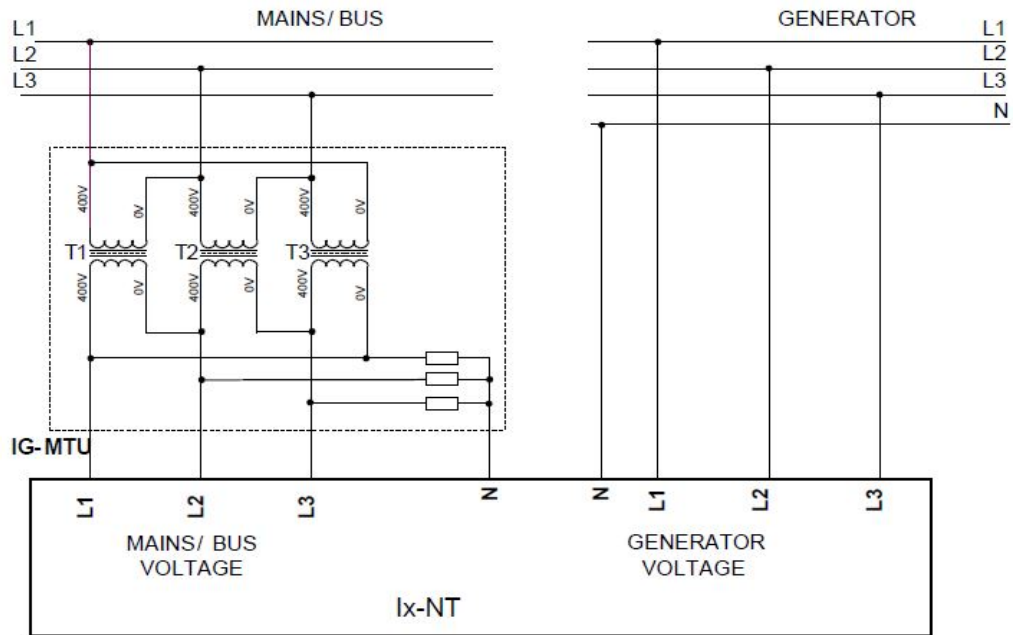 MAINS/ BUS
GENERATOR
L1
L2
L3
L1
L2
L3
N
400V
0V
400V
0V
400V
0V
T1
T2
T3
400V
0V
400V
0V
400V
0V
IG-MTU
L1
L2
L3
N
N
L1
L2
L3
MAINS/ BUS
VOLTAGE
GENERATOR
VOLTAGE
Ix-NT